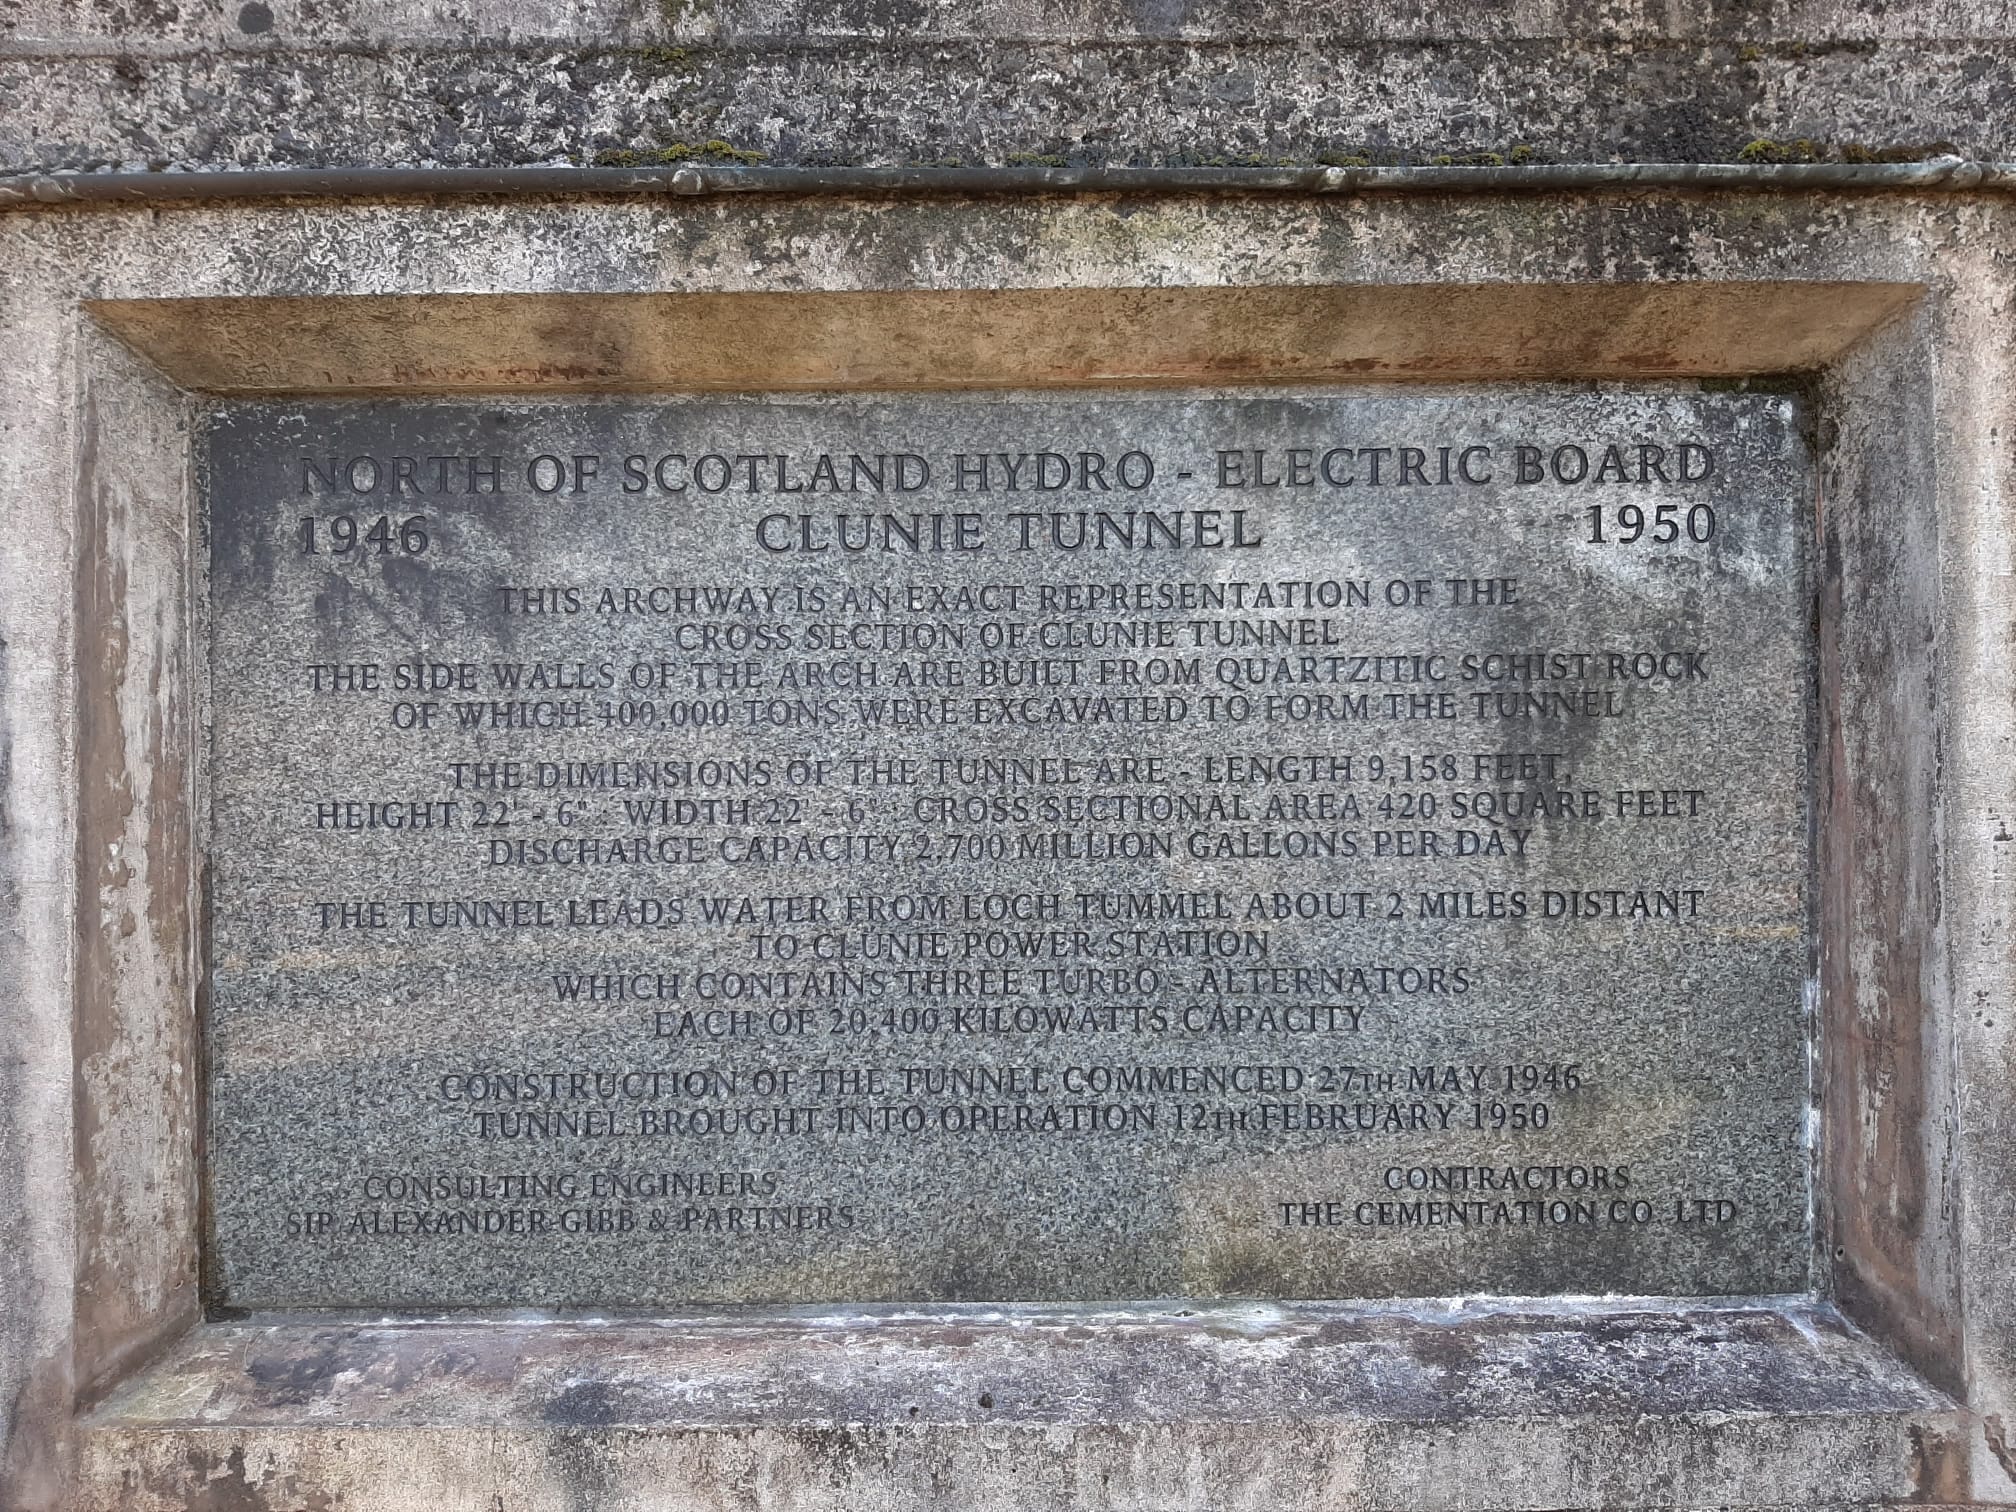 NORTH OF SCOTLAND HYDRO - ELECTRIC BOARD
1946 CLUNIE TUNNEL 1950
THIS ARCHWAY IS AN EXACT REPRESENTATION OF THE
CROSS SECTION OF CLUNIE TUNNEL
THE SIDE WALLS OF THE ARCH ARE BUILT FROM QUARTZITIC SCHIST ROCK
OF WHICH 400,000 TONS WERE EXCAVATED TO FORM THE TUNNEL
THE DIMENSIONS OF THE TUNNEL ARE - LENGTH 9,158 FEET,
HEIGHT 22' - 6" : WIDTH 22' - 6" : CROSS SECTIONAL AREA 420 SQUARE FEET
DISCHARGE CAPACITY 2,700 MILLION GALLONS PER DAY
THE TUNNEL LEADS WATER FROM LOCH TUMMEL ABOUT 2 MILES DISTANT
TO CLUNIE POWER STATION
WHICH CONTAINS THREE TURBO - ALTERNATORS
EACH OF 20,400 KILOWATTS CAPACITY
CONSTRUCTION OF THE TUNNEL COMMENCED 27TH MAY 1946
TUNNEL BROUGHT INTO OPERATION 12TH FEBRUARY 1950
CONSULTING ENGINEERS
SIR ALEXANDER GIBB & PARTNERS
CONTRACTORS
THE CEMENTATION CO. LTD